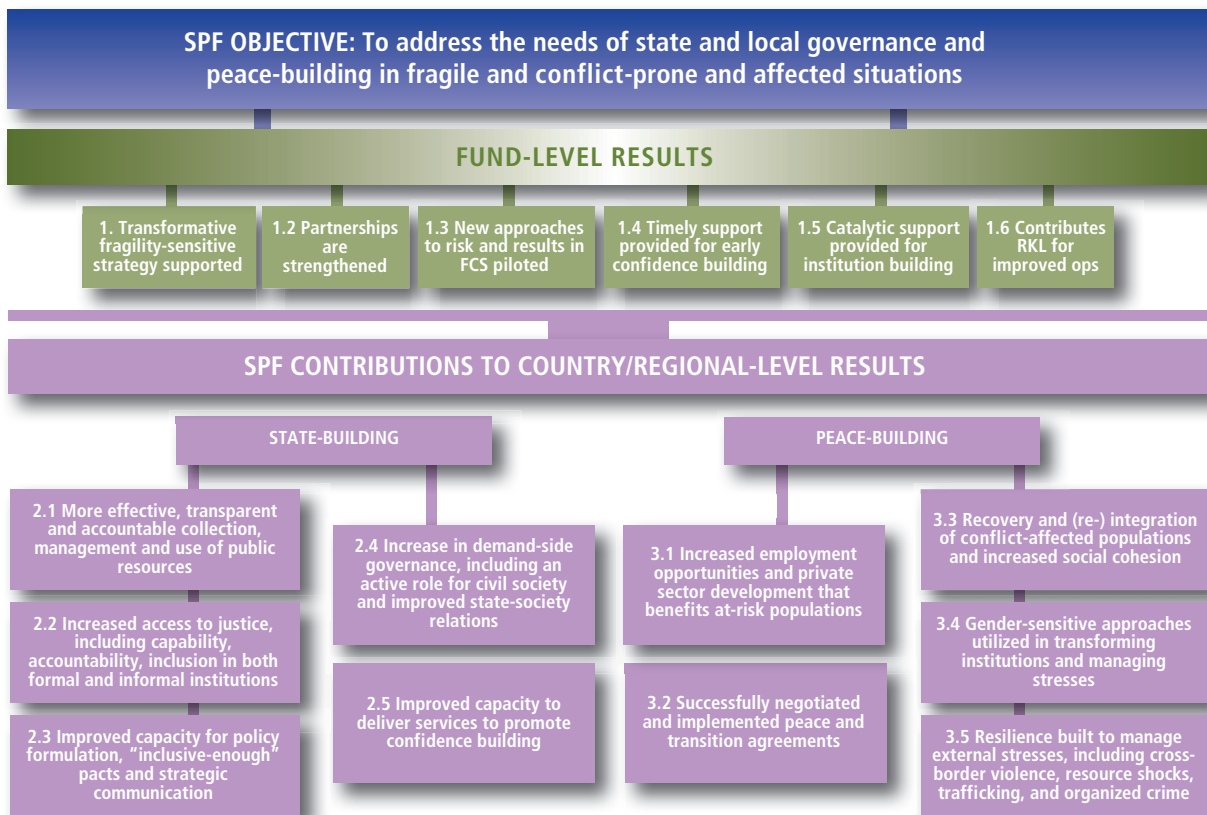 SPF OBJECTIVE: To address the needs of state and local governance and
peace-building in fragile and conflict-prone and affected situations
FUND-LEVEL RESULTS
1. Transformative
fragility-sensitive
strategy supported
1.2 Partnerships
are
strengthened
1.3 New approaches
to risk and results in
FCS piloted
1.4 Timely support
provided for early
confidence building
1.5 Catalytic support
provided for
institution building
1.6 Contributes
RKL for
improved ops
SPF CONTRIBUTIONS TO COUNTRY/REGIONAL-LEVEL RESULTS
STATE-BUILDING
2.1 More effective, transparent
and accountable collection,
management and use of public
resources
2.2 Increased access to justice,
including capability,
accountability, inclusion in both
formal and informal institutions
2.3 Improved capacity for policy
formulation, “inclusive-enough”
pacts and strategic
communication
2.4 Increase in demand-side
governance, including an
active role for civil society
and improved state-society
relations
2.5 Improved capacity to
deliver services to promote
confidence building
PEACE-BUILDING
3.1 Increased employment
opportunities and private
sector development that
benefits at-risk populations
3.2 Successfully negotiated
and implemented peace and
transition agreements
3.3 Recovery and (re-) integration
of conflict-affected populations
and increased social cohesion
3.4 Gender-sensitive approaches
utilized in transforming
institutions and managing
stresses
3.5 Resilience built to manage
external stresses, including cross-
border violence, resource shocks,
trafficking, and organized crime